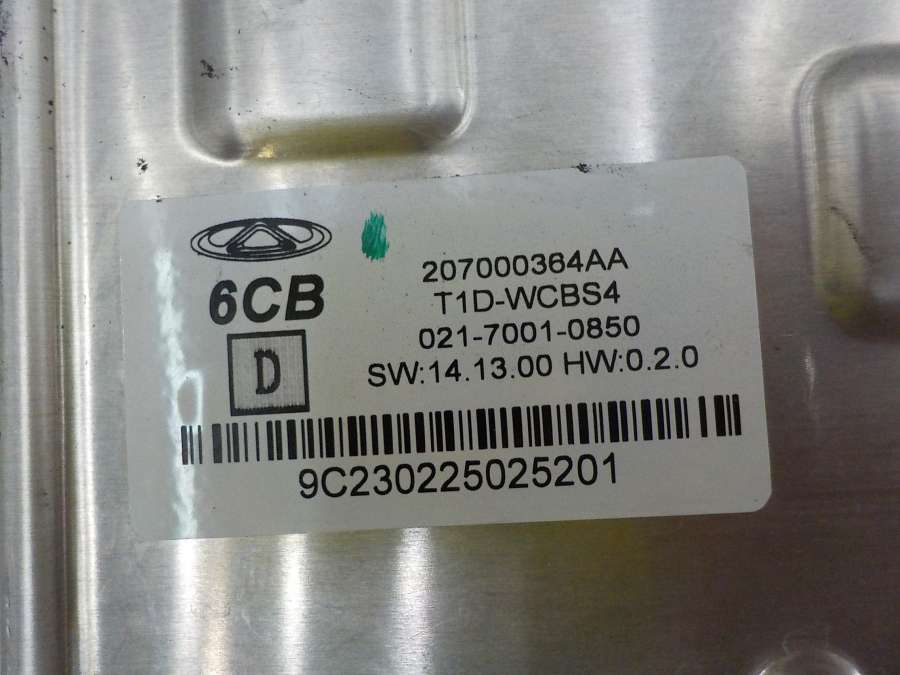 6CB
D
207000364AA
T1D-WCBS4
021-7001-0850
SW:14.13.00 HW:0.2.0
9C230225025201